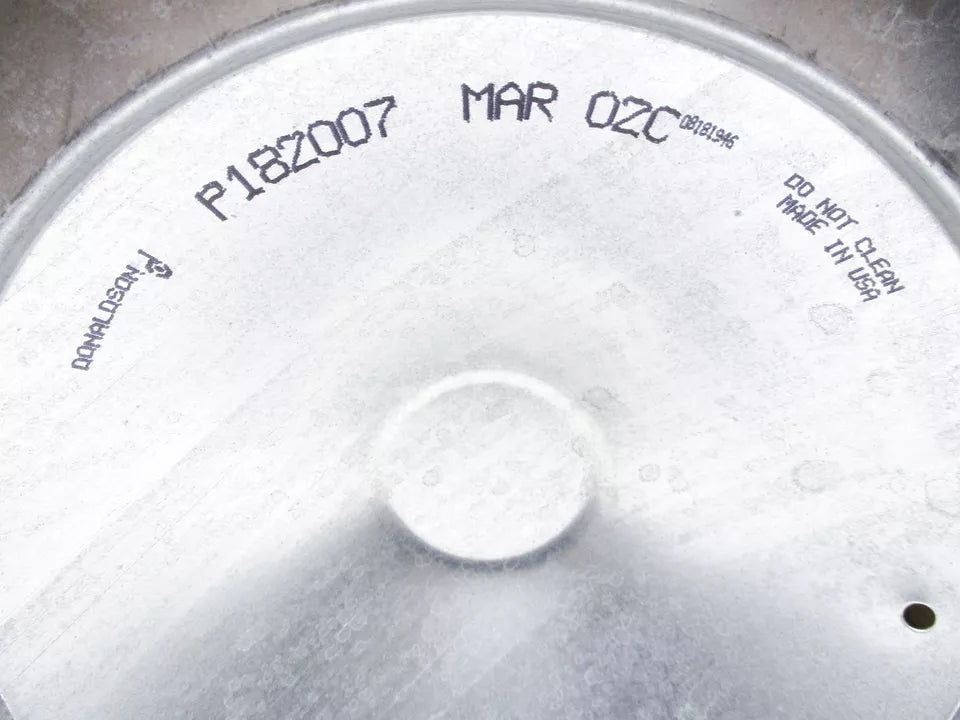 DONALDSON
P182007 MAR 02C 08181946
DO NOT CLEAN
MADE IN USA